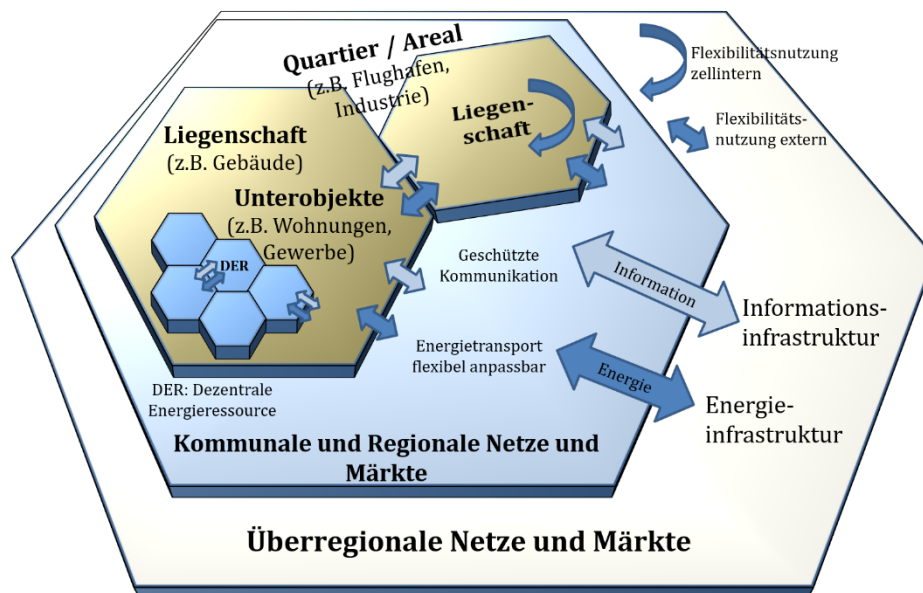 Quartier / Areal
(z.B. Flughafen,
Industrie)
Flexibilitätsnutzung
zellintern
Flexibilitäts-
nutzung extern
Liegen-
schaft
Liegenschaft
(z.B. Gebäude)
Unterobjekte
(z.B. Wohnungen,
Gewerbe)
DER
Geschützte
Kommunikation
Information
Informations-
infrastruktur
Energietransport
flexibel anpassbar
Energie
Energie-
infrastruktur
DER: Dezentrale
Energieressource
Kommunale und Regionale Netze und
Märkte
Überregionale Netze und Märkte